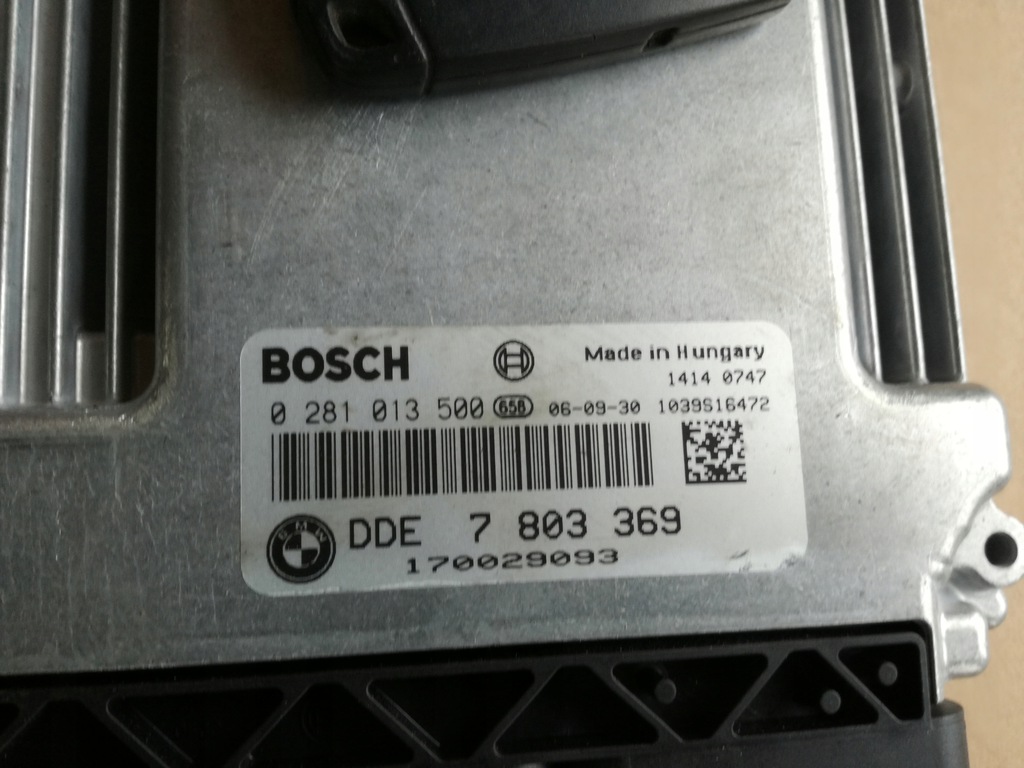 BOSCH
Made in Hungary
1414 0747
0 281 013 500 658 06-09-30 1039S16472
BMW
DDE 7 803 369
170029093